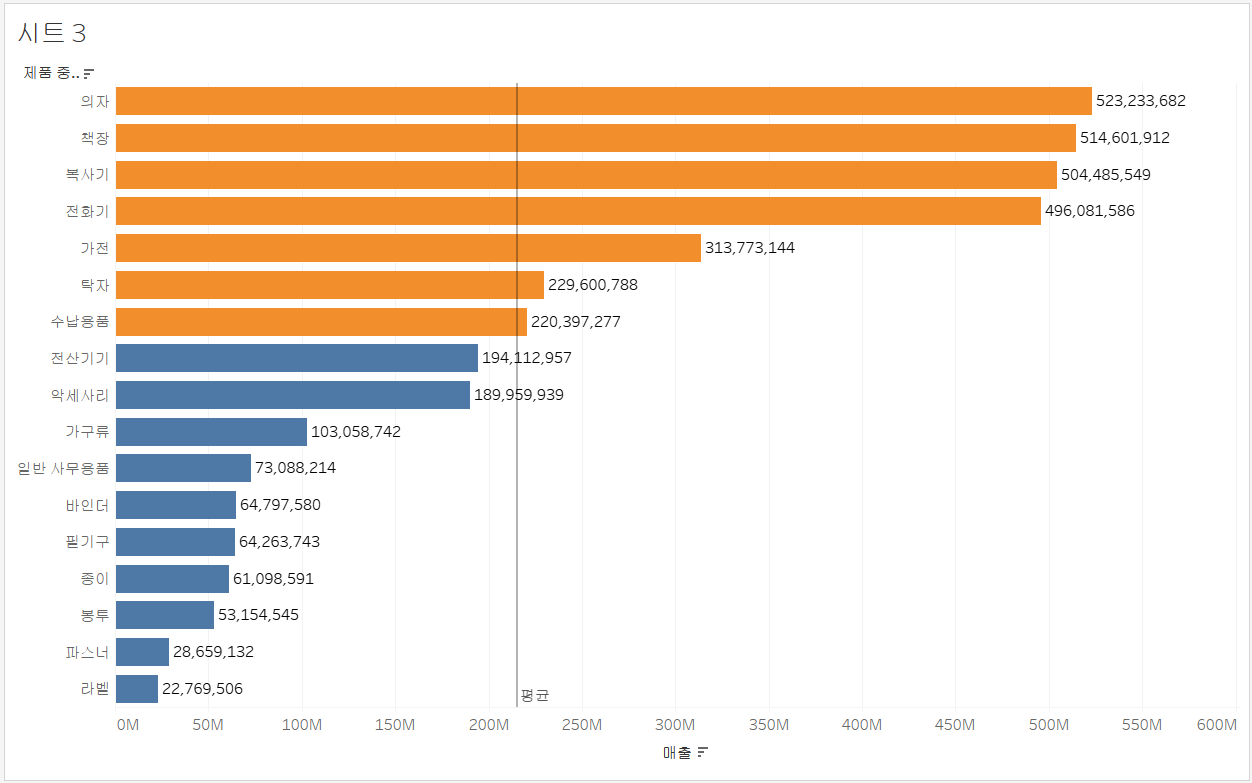 시트 3
제품 중..
의자 523,233,682
책장 514,601,912
복사기 504,485,549
전화기 496,081,586
가전 313,773,144
탁자 229,600,788
수납용품 220,397,277
전산기기 194,112,957
악세사리 189,959,939
가구류 103,058,742
일반 사무용품 73,088,214
바인더 64,797,580
필기구 64,263,743
종이 61,098,591
봉투 53,154,545
파스너 28,659,132
라벨 22,769,506
평균
0M 50M 100M 150M 200M 250M 300M 350M 400M 450M 500M 550M 600M
매출